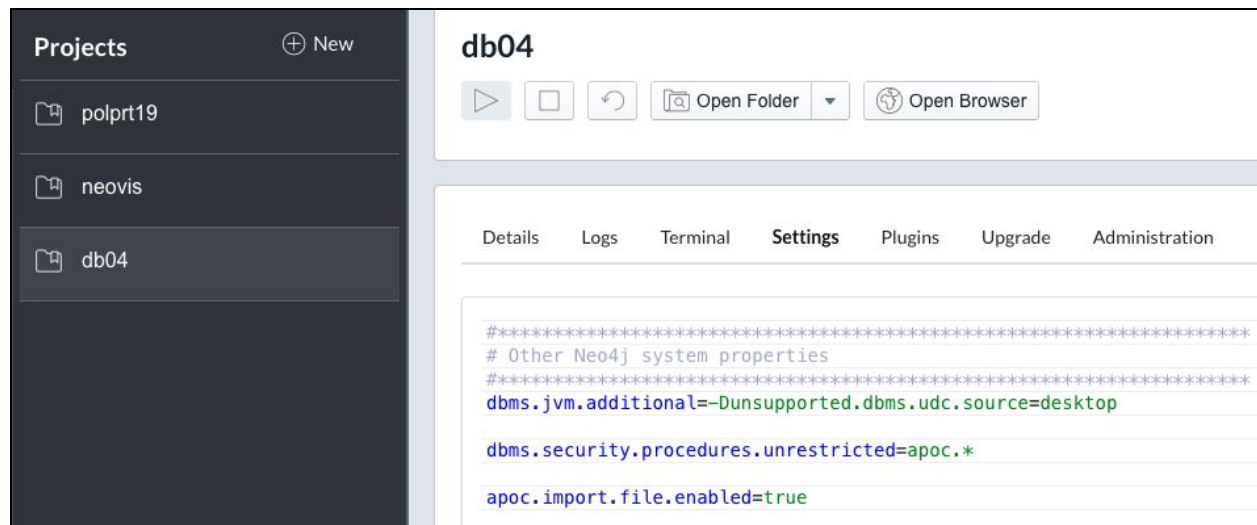 Projects
New
polprt19
neovis
db04
db04
Open Folder
Open Browser
Details Logs Terminal Settings Plugins Upgrade Administration
#*********************************************************************
# Other Neo4j system properties
#*********************************************************************
dbms.jvm.additional=-Dunsupported.dbms.udc.source=desktop
dbms.security.procedures.unrestricted=apoc.*
apoc.import.file.enabled=true